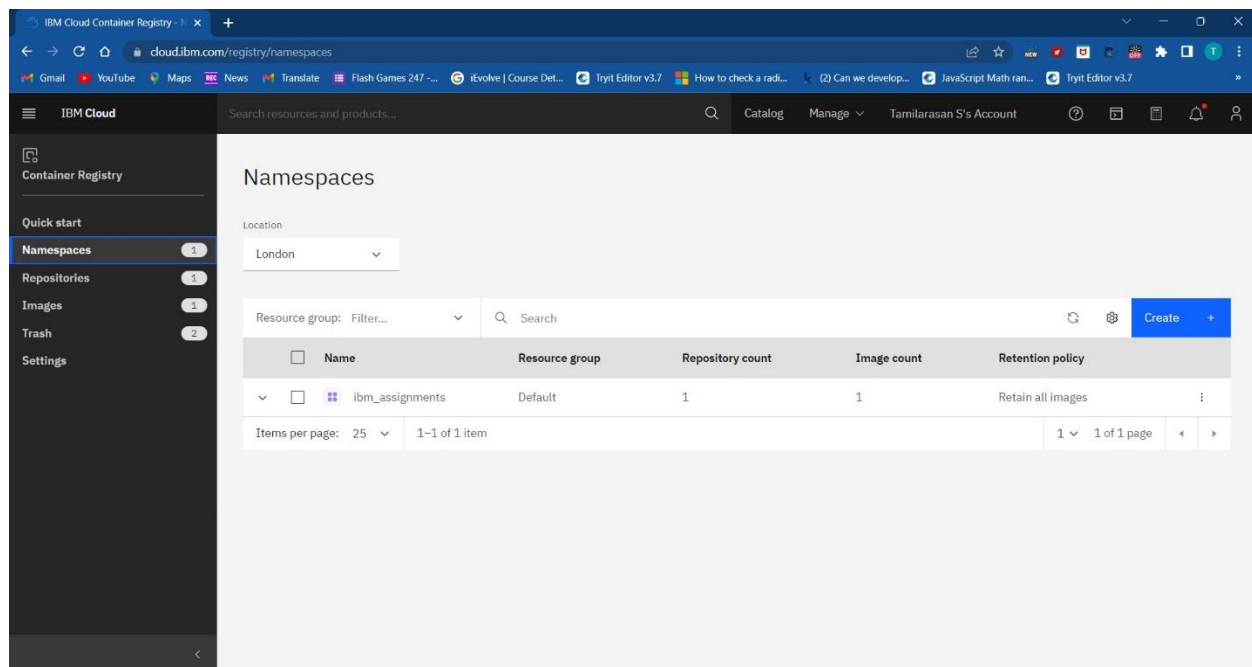 IBM Cloud Container Registry - N
cloud.ibm.com/registry/namespaces
NEW
OFF
T
Gmail YouTube Maps REC News Translate Flash Games 247 -... iEvolve | Course Det... Tryit Editor v3.7 How to check a radi... (2) Can we develop... JavaScript Math ran... Tryit Editor v3.7 »
IBM Cloud Search resources and products... Catalog Manage Tamilarasan S's Account
Container Registry
Quick start
Namespaces 1
Repositories 1
Images 1
Trash 2
Settings
Namespaces
Location
London
Resource group: Filter... Search Create +
Name Resource group Repository count Image count Retention policy
ibm_assignments Default 1 1 Retain all images
Items per page: 25 1–1 of 1 item 1 1 of 1 page